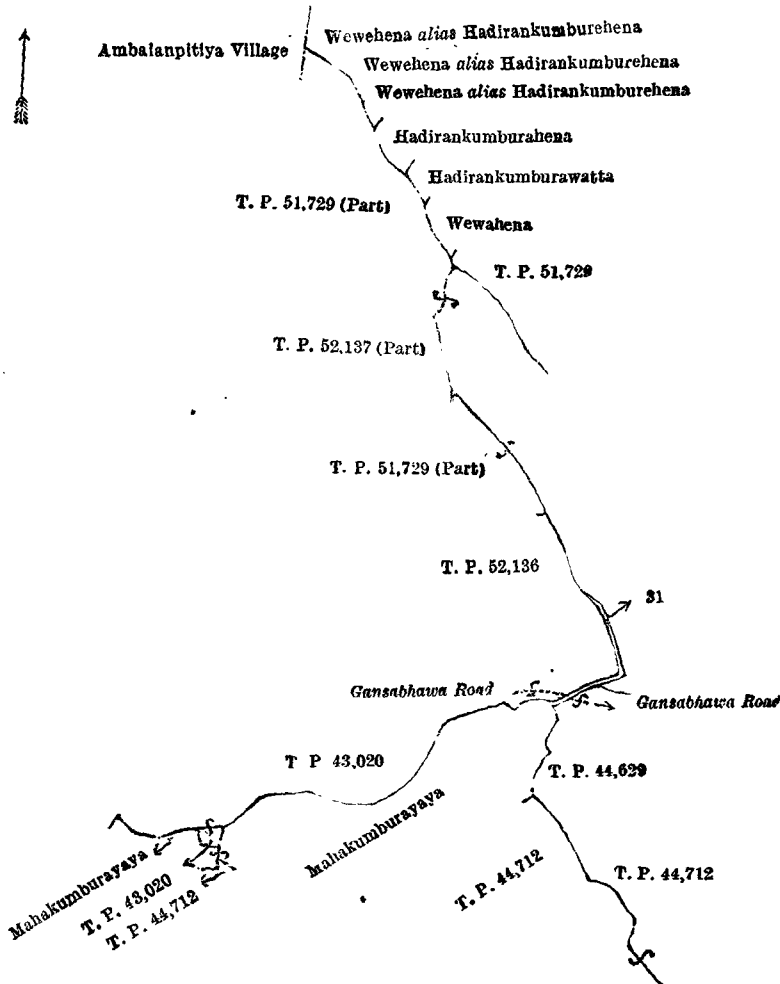 Wewehena alias Hadirankumburehena
Ambalanpitiya Village
Wewehena alias Hadirankumburehena
Wewehena alias Hadirankumburehena
Hadirankumburahena
Hadirankumburawatta
T. P. 51,729 (Part)
Wewahena
T. P. 51,729
T. P. 52,137 (Part)
T. P. 51,729 (Part)
T. P. 52,136
31
Gansabhawa Road
Gansabhawa Road
T P 43,020
T. P. 44,629
Mahakumburayaya
Mahakumburayaya
T. P. 43,020
T. P. 44,712
T. P. 44,712
T. P. 44,712